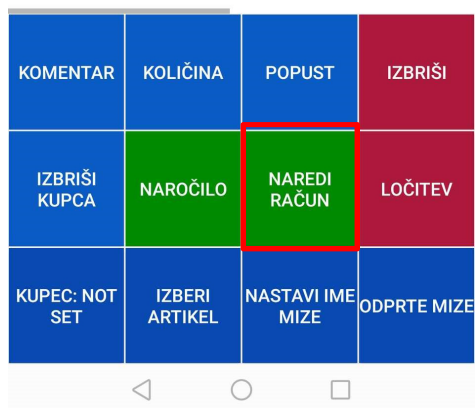 KOMENTAR
KOLIČINA
POPUST
IZBRIŠI
IZBRIŠI
KUPCA
NAROČILO
NAREDI
RAČUN
LOČITEV
KUPEC: NOT
SET
IZBERI
ARTIKEL
NASTAVI IME
MIZE
ODPRTE MIZE